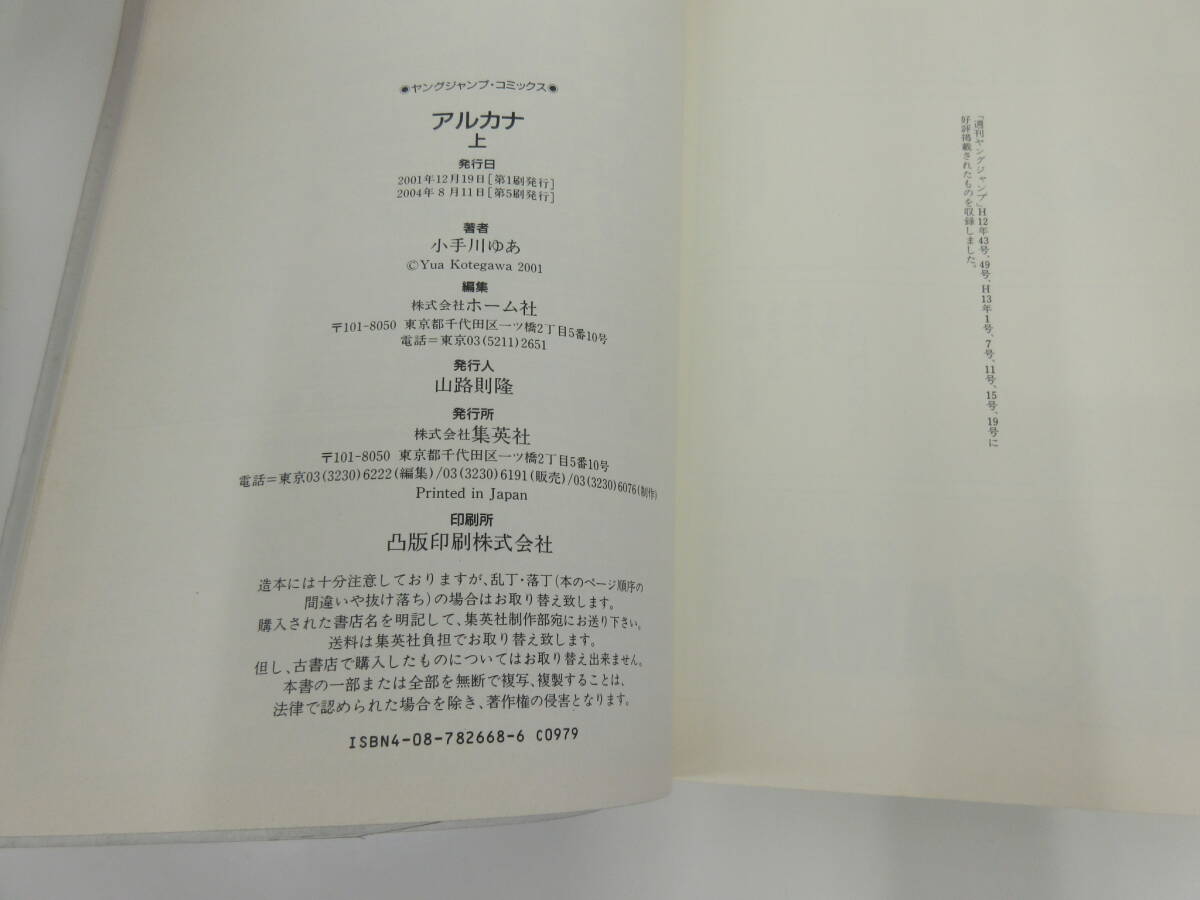 ●ヤングジャンプ・コミックス●
アルカナ
上
発行日
2001年12月19日[第1刷発行]
2004年 8月11日[第5刷発行]
著者
小手川ゆあ
©Yua Kotegawa 2001
編集
株式会社ホーム社
〒101-8050 東京都千代田区一ツ橋2丁目5番10号
電話=東京03(5211)2651
発行人
山路則隆
発行所
株式会社集英社
〒101-8050 東京都千代田区一ツ橋2丁目5番10号
電話=東京03(3230)6222(編集)/03(3230)6191(販売)/03(3230)6076(制作)
Printed in Japan
印刷所
凸版印刷株式会社
造本には十分注意しておりますが、乱丁・落丁(本のページ順序の
間違いや抜け落ち)の場合はお取り替え致します。
購入された書店名を明記して、集英社制作部宛にお送り下さい。
送料は集英社負担でお取り替え致します。
但し、古書店で購入したものについてはお取り替え出来ません。
本書の一部または全部を無断で複写、複製することは、
法律で認められた場合を除き、著作権の侵害となります。
ISBN4-08-782668-6 C0979
「週刊ヤングジャンプ」H12年43号、49号、H13年1号、7号、11号、15号、19号に
好評掲載されたものを収録しました。